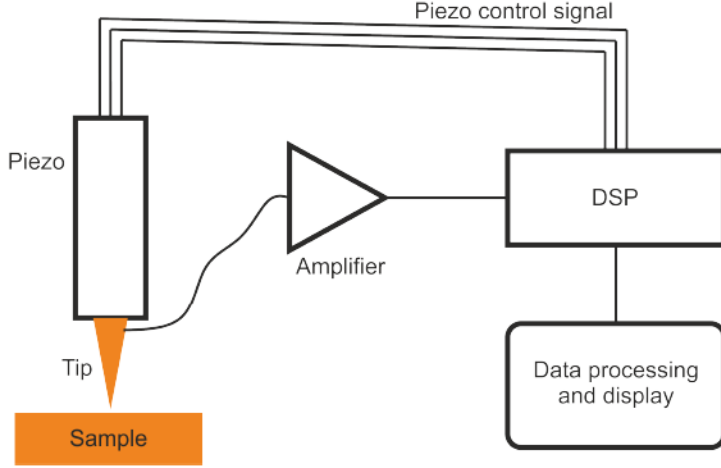 Piezo control signal
Piezo
DSP
Amplifier
Tip
Data processing
and display
Sample